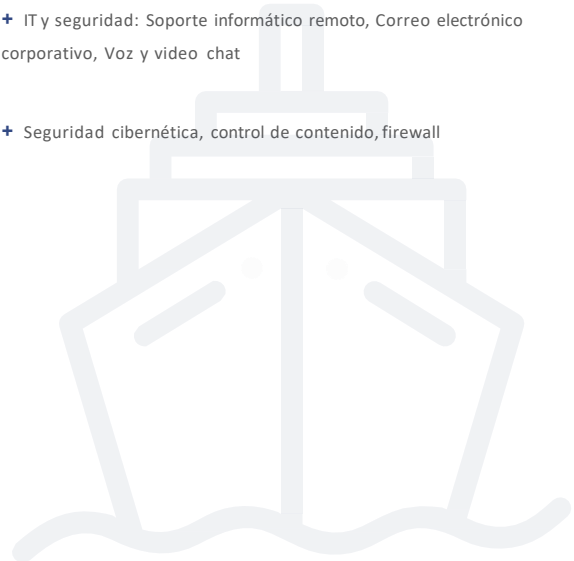 + IT y seguridad: Soporte informático remoto, Correo electrónico
corporativo, Voz y video chat
+ Seguridad cibernética, control de contenido, firewall